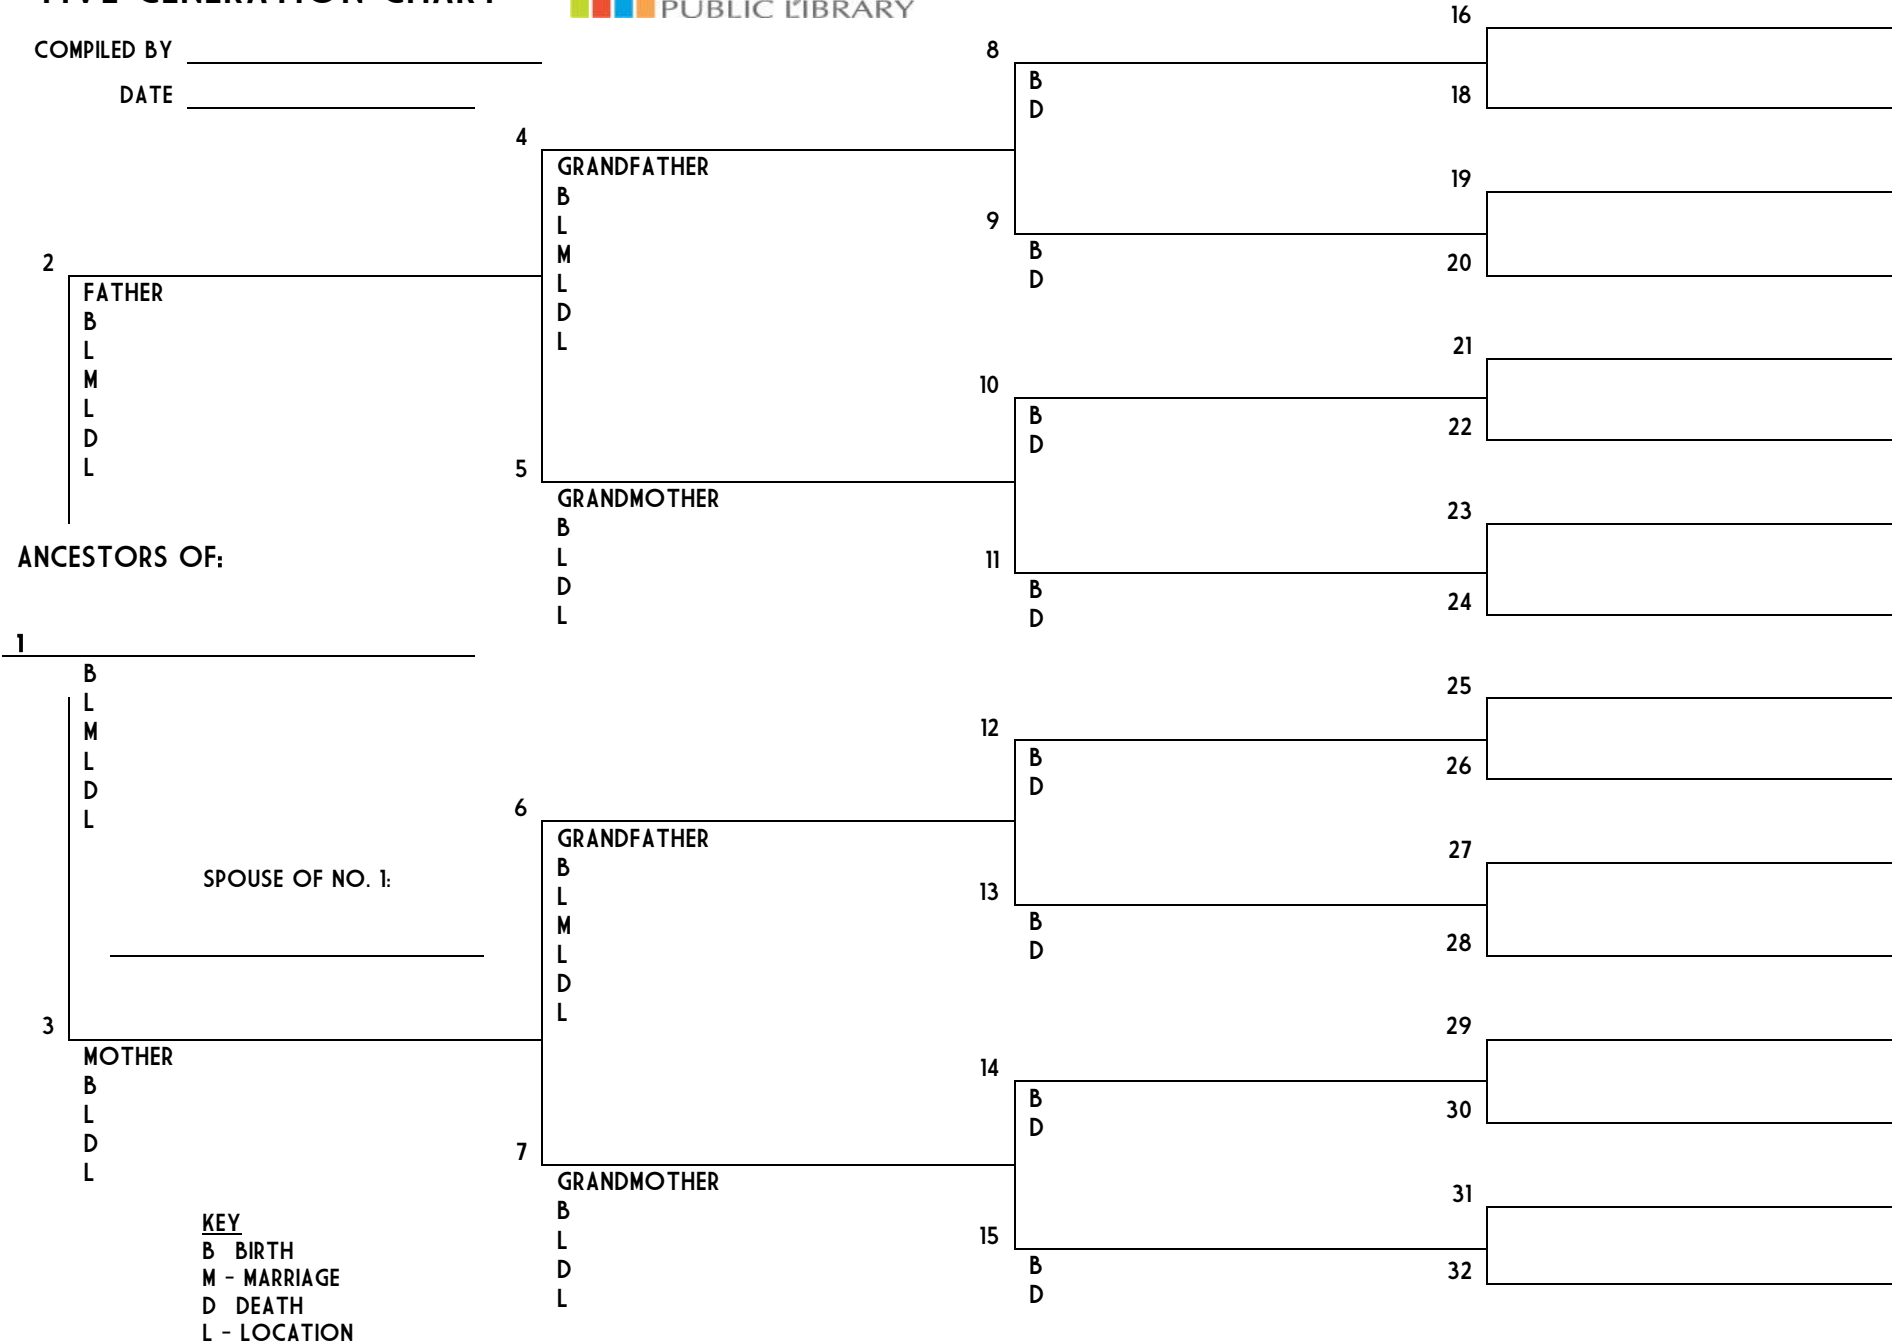 FIVE GENERATION CHART
PUBLIC LIBRARY
COMPILED BY
DATE
2
FATHER
B
L
M
L
D
L
ANCESTORS OF:
1
B
L
M
L
D
L
SPOUSE OF NO. 1:
3
MOTHER
B
L
D
L
KEY
B BIRTH
M - MARRIAGE
D DEATH
L - LOCATION
4
GRANDFATHER
B
L
M
L
D
L
5
GRANDMOTHER
B
L
D
L
6
GRANDFATHER
B
L
M
L
D
L
7
GRANDMOTHER
B
L
D
L
8
B
D
9
B
D
10
B
D
11
B
D
12
B
D
13
B
D
14
B
D
15
B
D
16
18
19
20
21
22
23
24
25
26
27
28
29
30
31
32